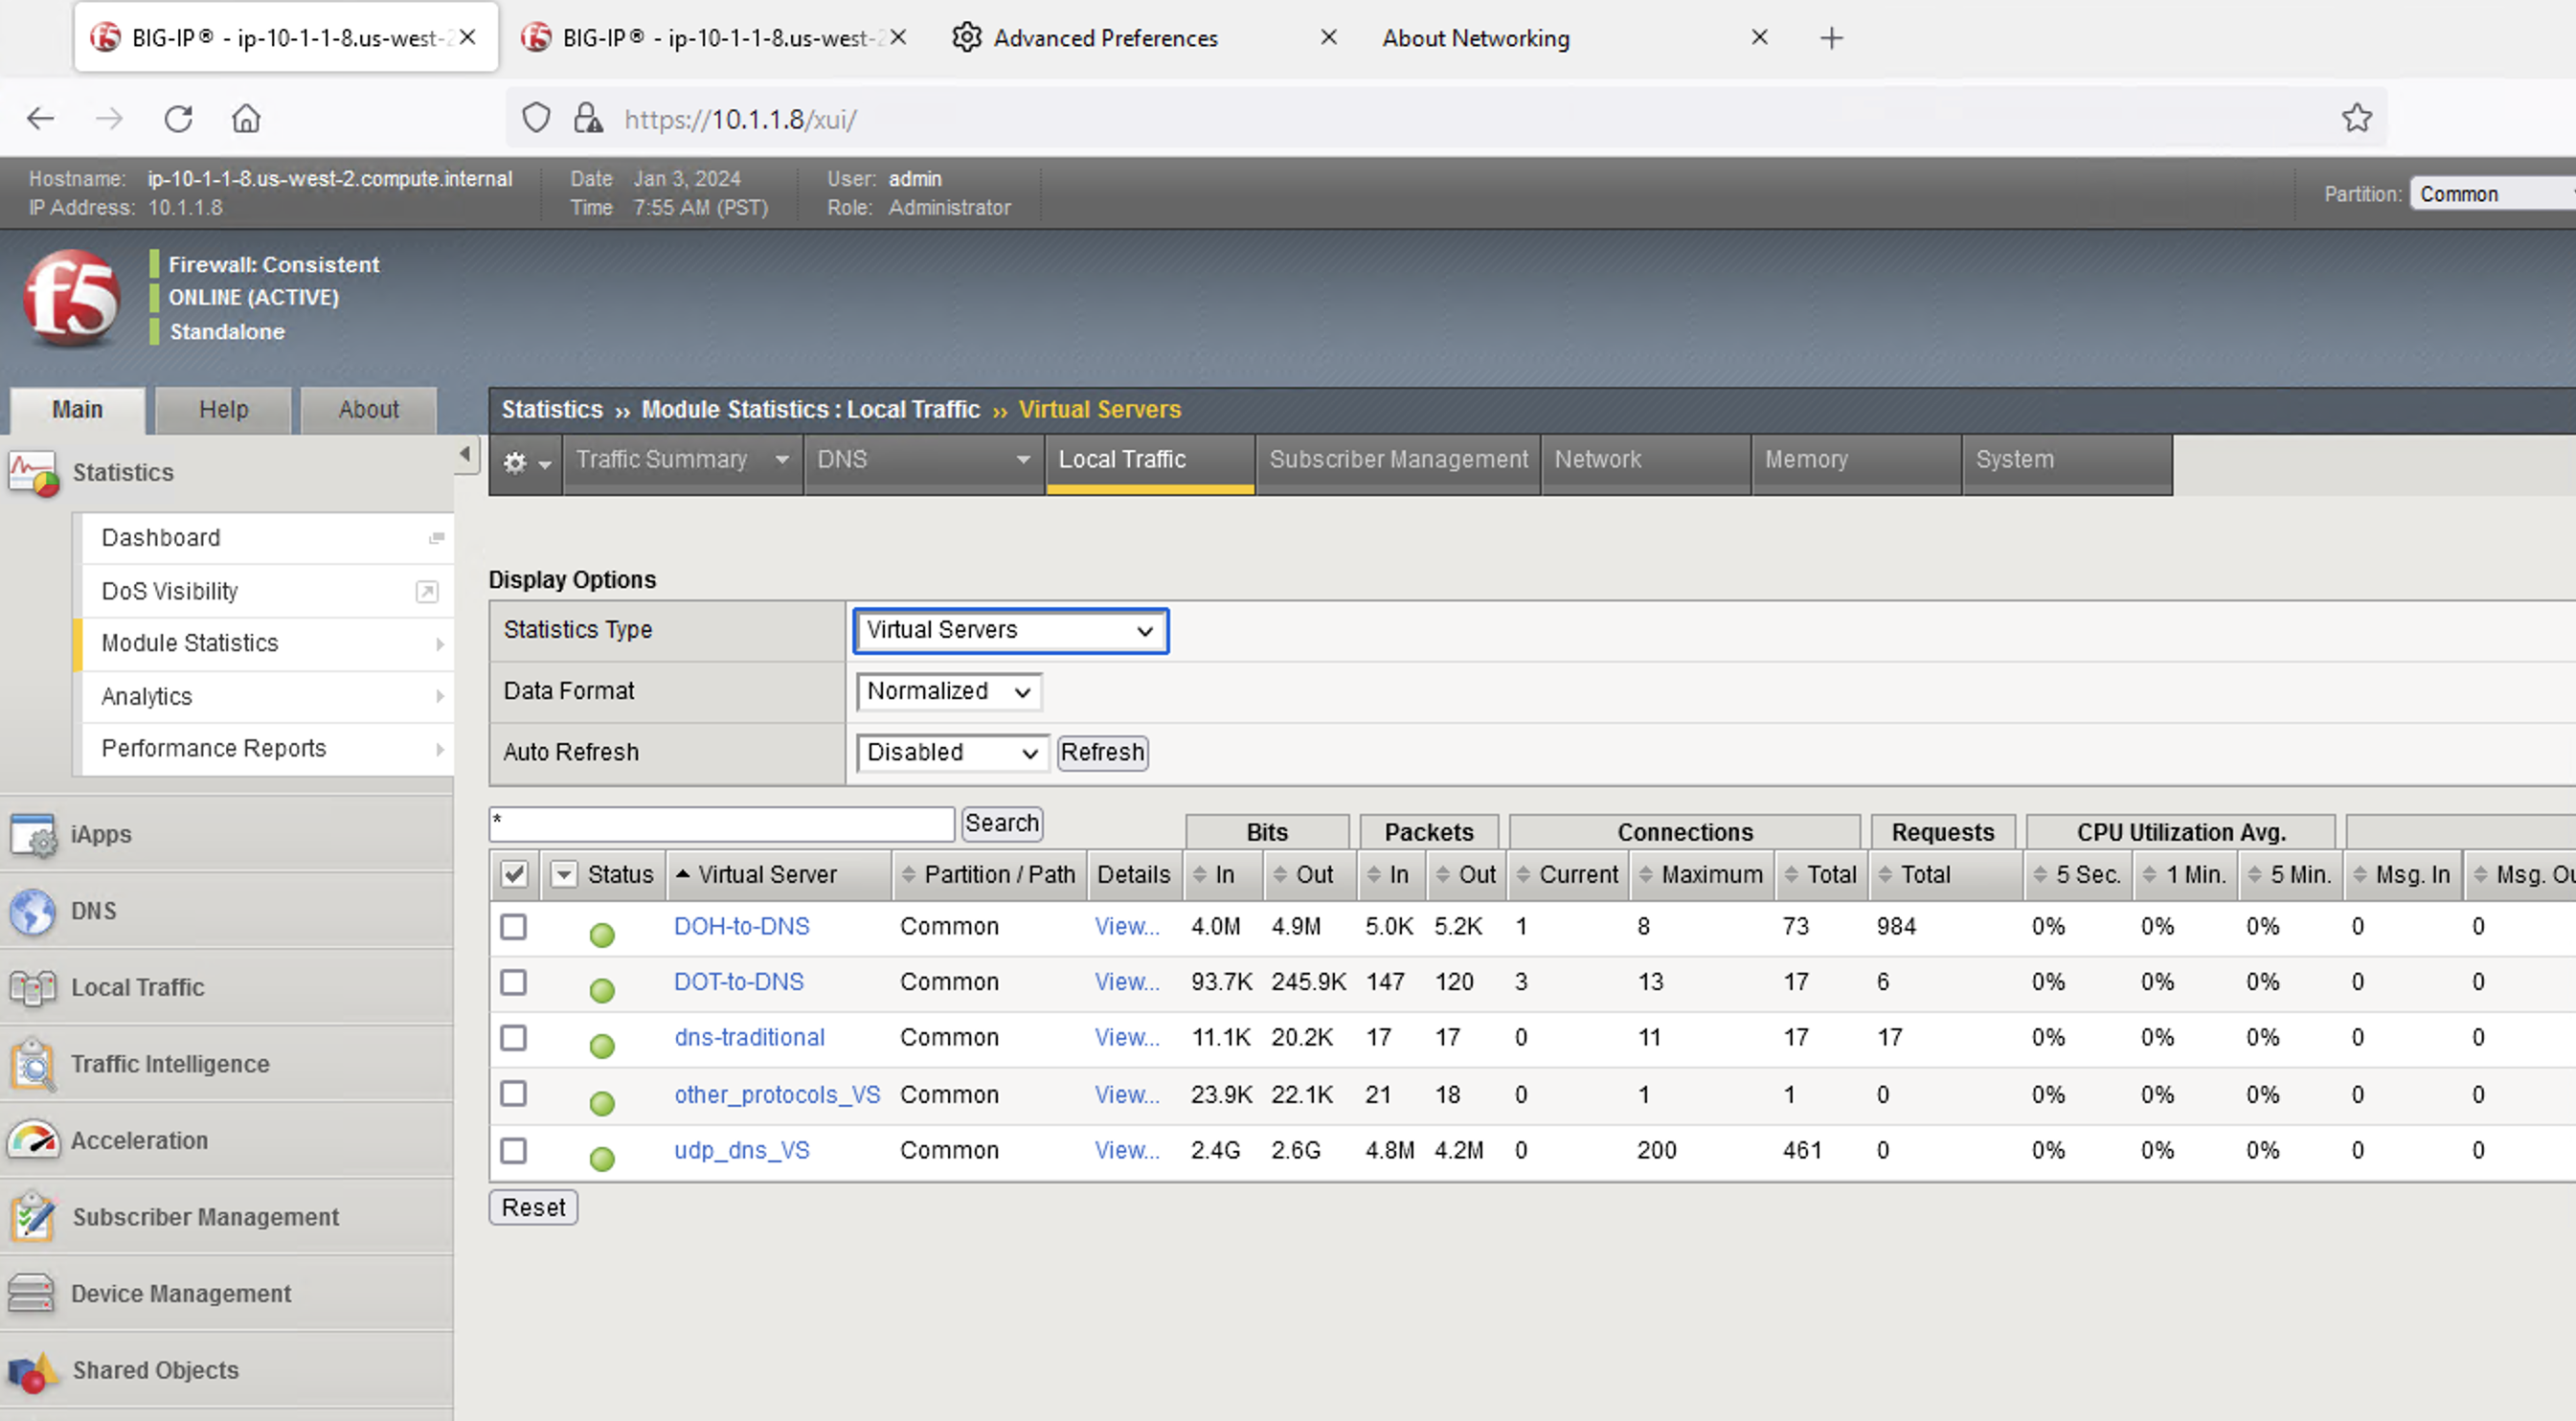 BIG-IP® - ip-10-1-1-8.us-west-2
BIG-IP® - ip-10-1-1-8.us-west-2
Advanced Preferences
About Networking
https://10.1.1.8/xui/
Hostname: ip-10-1-1-8.us-west-2.compute.internal
IP Address: 10.1.1.8
Date Jan 3, 2024
Time 7:55 AM (PST)
User: admin
Role: Administrator
Partition: Common
f5
Firewall: Consistent
ONLINE (ACTIVE)
Standalone
Main Help About
Statistics ›› Module Statistics : Local Traffic ›› Virtual Servers
Traffic Summary DNS Local Traffic Subscriber Management Network Memory System
Statistics
Dashboard
DoS Visibility
Module Statistics
Analytics
Performance Reports
iApps
DNS
Local Traffic
Traffic Intelligence
Acceleration
Subscriber Management
Device Management
Shared Objects
Display Options
Statistics Type Virtual Servers
Data Format Normalized
Auto Refresh Disabled Refresh
* Search
Bits Packets Connections Requests CPU Utilization Avg.
Status Virtual Server Partition / Path Details In Out In Out Current Maximum Total Total 5 Sec. 1 Min. 5 Min. Msg. In Msg. Ou
DOH-to-DNS Common View... 4.0M 4.9M 5.0K 5.2K 1 8 73 984 0% 0% 0% 0 0
DOT-to-DNS Common View... 93.7K 245.9K 147 120 3 13 17 6 0% 0% 0% 0 0
dns-traditional Common View... 11.1K 20.2K 17 17 0 11 17 17 0% 0% 0% 0 0
other_protocols_VS Common View... 23.9K 22.1K 21 18 0 1 1 0 0% 0% 0% 0 0
udp_dns_VS Common View... 2.4G 2.6G 4.8M 4.2M 0 200 461 0 0% 0% 0% 0 0
Reset